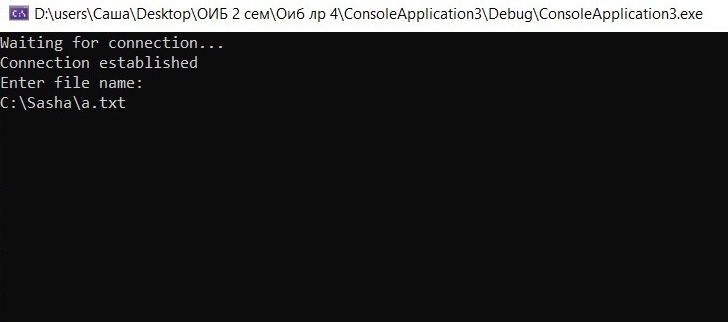 D:\users\Саша\Desktop\ОИБ 2 сем\Оиб лр 4\ConsoleApplication3\Debug\ConsoleApplication3.exe
Waiting for connection...
Connection established
Enter file name:
C:\Sasha\a.txt